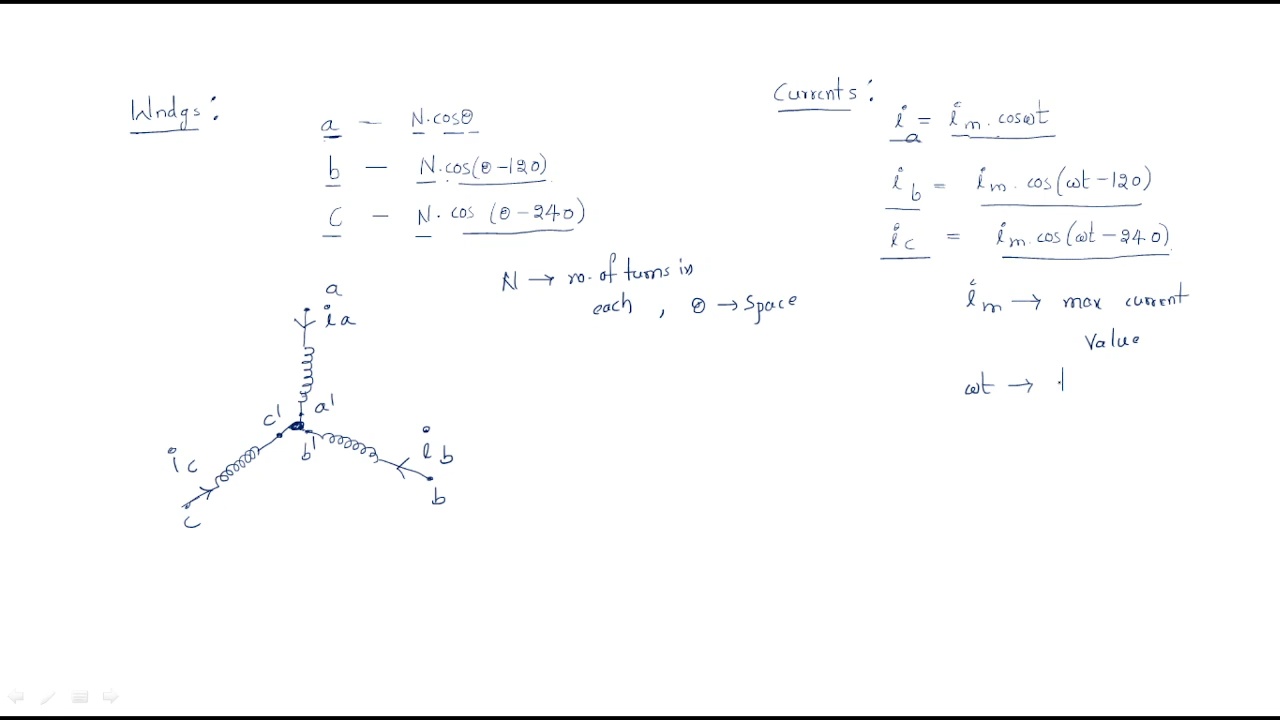 Wndgs:
a — N.cosθ
b — N.cos(θ-120)
c — N.cos (θ-240)
N → no. of turns in
each , θ → space
Currents:
ia = im.cosωt
ib = im.cos(ωt-120)
ic = im.cos(ωt-240)
im → max current
value
ωt →
a
ia
a'
c'
b'
ic
c
ib
b